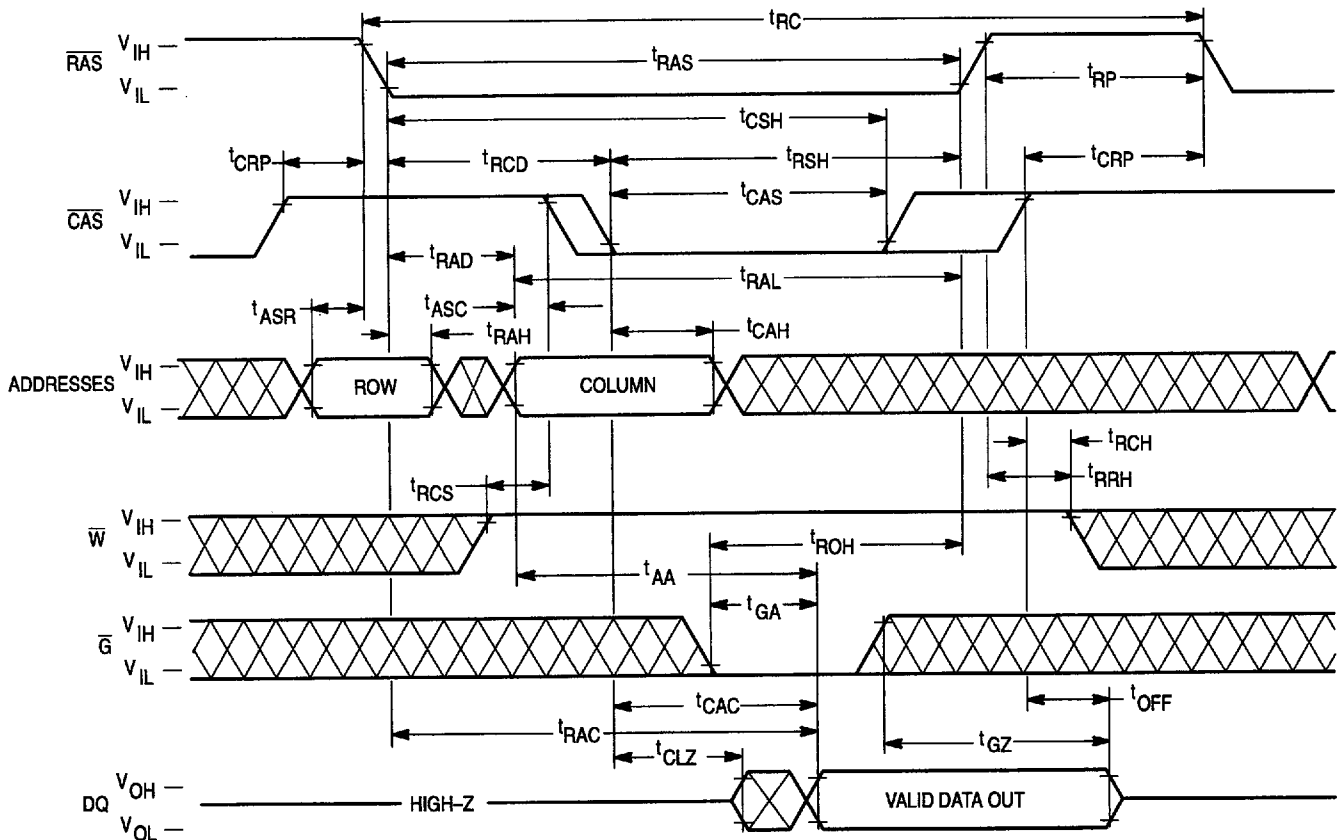 tRC
RAS
VIH
VIL
tRAS
tRP
tCSH
tCRP
tRCD
tRSH
tCRP
CAS
VIH
VIL
tCAS
tRAD
tRAL
tASR
tASC
tRAH
tCAH
ADDRESSES
VIH
VIL
ROW
COLUMN
tRCH
tRRH
tRCS
W
VIH
VIL
tROH
tAA
tGA
G
VIH
VIL
tCAC
tOFF
tRAC
tGZ
tCLZ
DQ
VOH
VOL
HIGH–Z
VALID DATA OUT